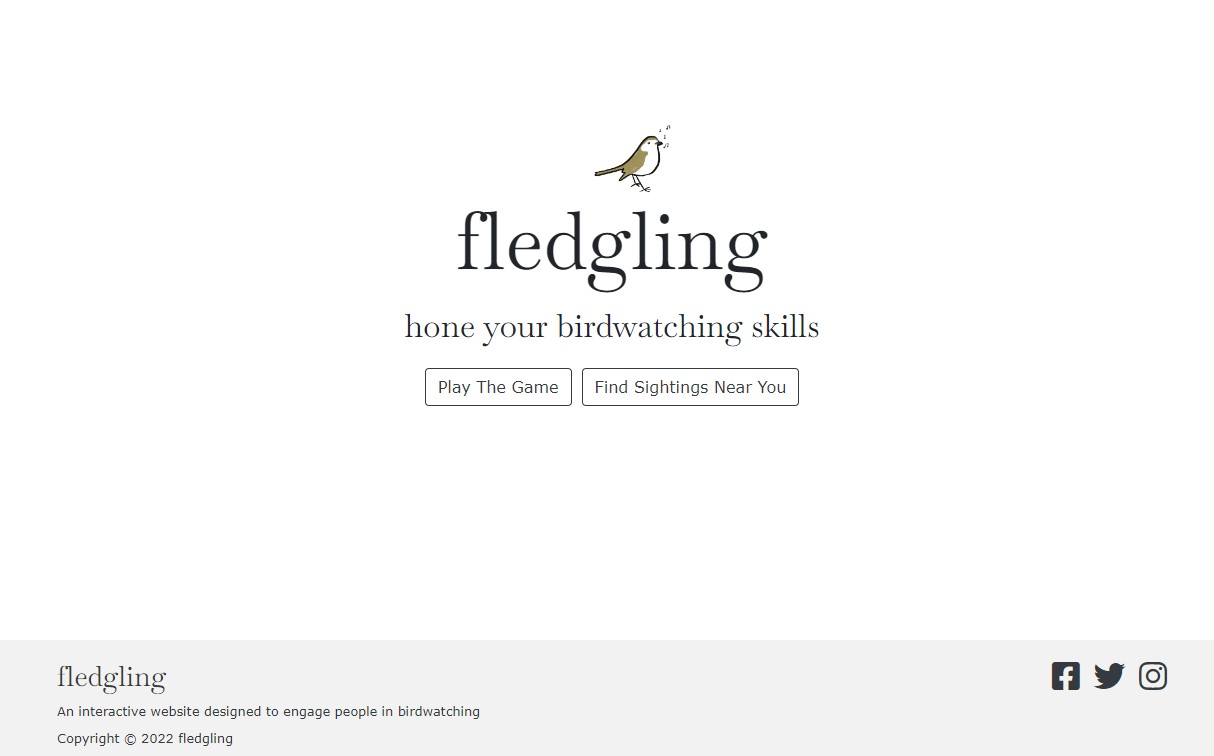 fledgling
hone your birdwatching skills
Play The Game
Find Sightings Near You
fledgling
An interactive website designed to engage people in birdwatching
Copyright © 2022 fledgling